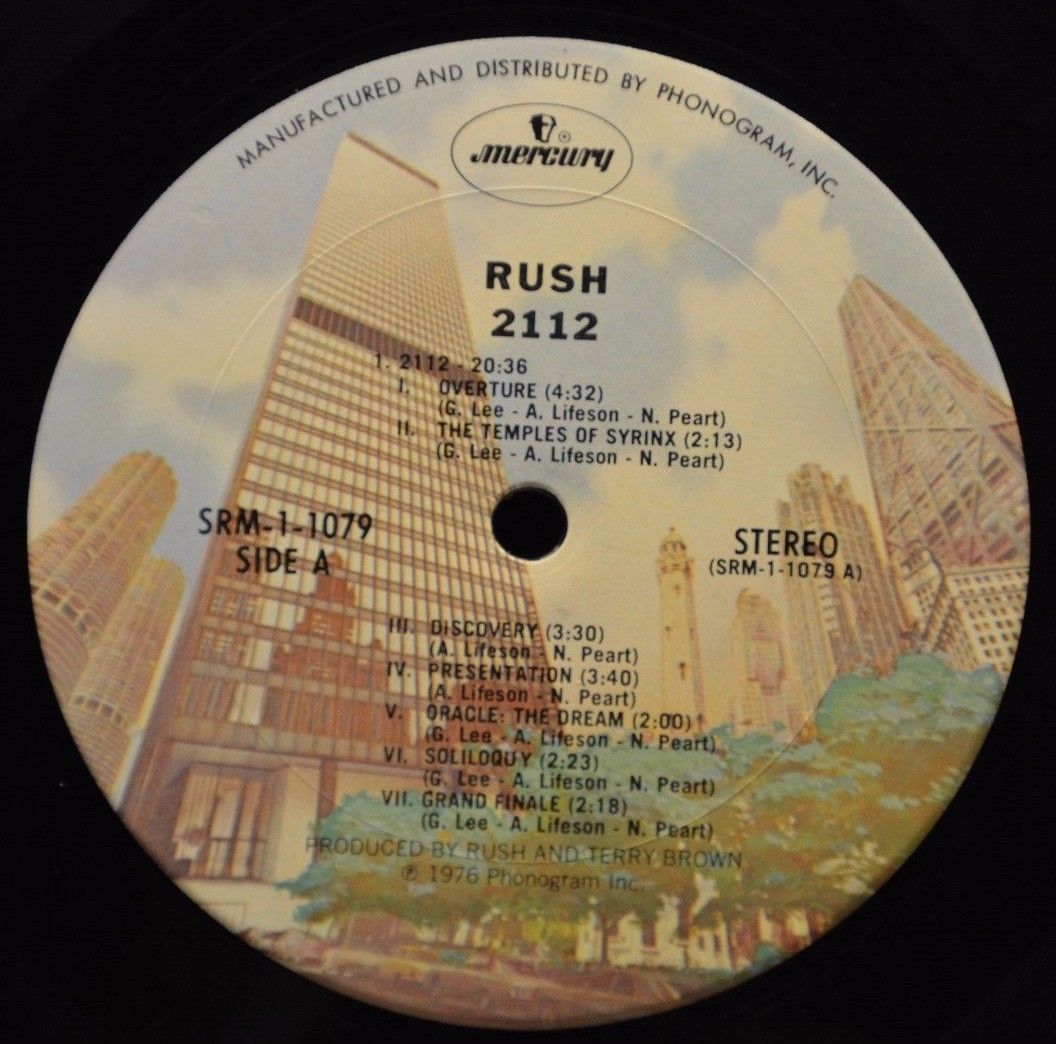 MANUFACTURED AND DISTRIBUTED BY PHONOGRAM, INC.
mercury ®
RUSH
2112
1. 2112 - 20:36
I. OVERTURE (4:32)
(G. Lee - A. Lifeson - N. Peart)
II. THE TEMPLES OF SYRINX (2:13)
(G. Lee - A. Lifeson - N. Peart)
SRM-1-1079
SIDE A
STEREO
(SRM-1-1079 A)
III. DISCOVERY (3:30)
(A. Lifeson - N. Peart)
IV. PRESENTATION (3:40)
(A. Lifeson - N. Peart)
V. ORACLE: THE DREAM (2:00)
(G. Lee - A. Lifeson - N. Peart)
VI. SOLILOQUY (2:23)
(G. Lee - A. Lifeson - N. Peart)
VII. GRAND FINALE (2:18)
(G. Lee - A. Lifeson - N. Peart)
PRODUCED BY RUSH AND TERRY BROWN
℗ 1976 Phonogram Inc.